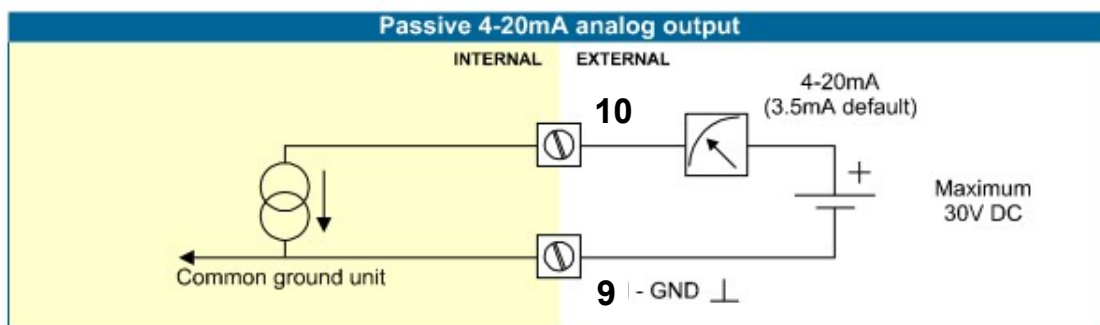 Passive 4-20mA analog output
INTERNAL EXTERNAL
10
4-20mA
(3.5mA default)
+
Maximum
30V DC
Common ground unit
9 - GND